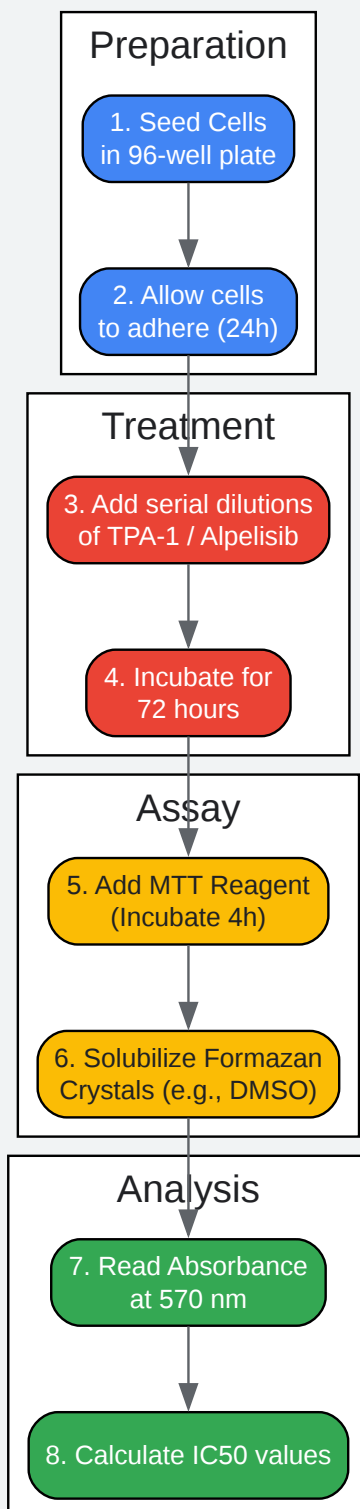 Preparation
1. Seed Cells
in 96-well plate
2. Allow cells
to adhere (24h)
Treatment
3. Add serial dilutions
of TPA-1 / Alpelisib
4. Incubate for
72 hours
Assay
5. Add MTT Reagent
(Incubate 4h)
6. Solubilize Formazan
Crystals (e.g., DMSO)
Analysis
7. Read Absorbance
at 570 nm
8. Calculate IC50 values